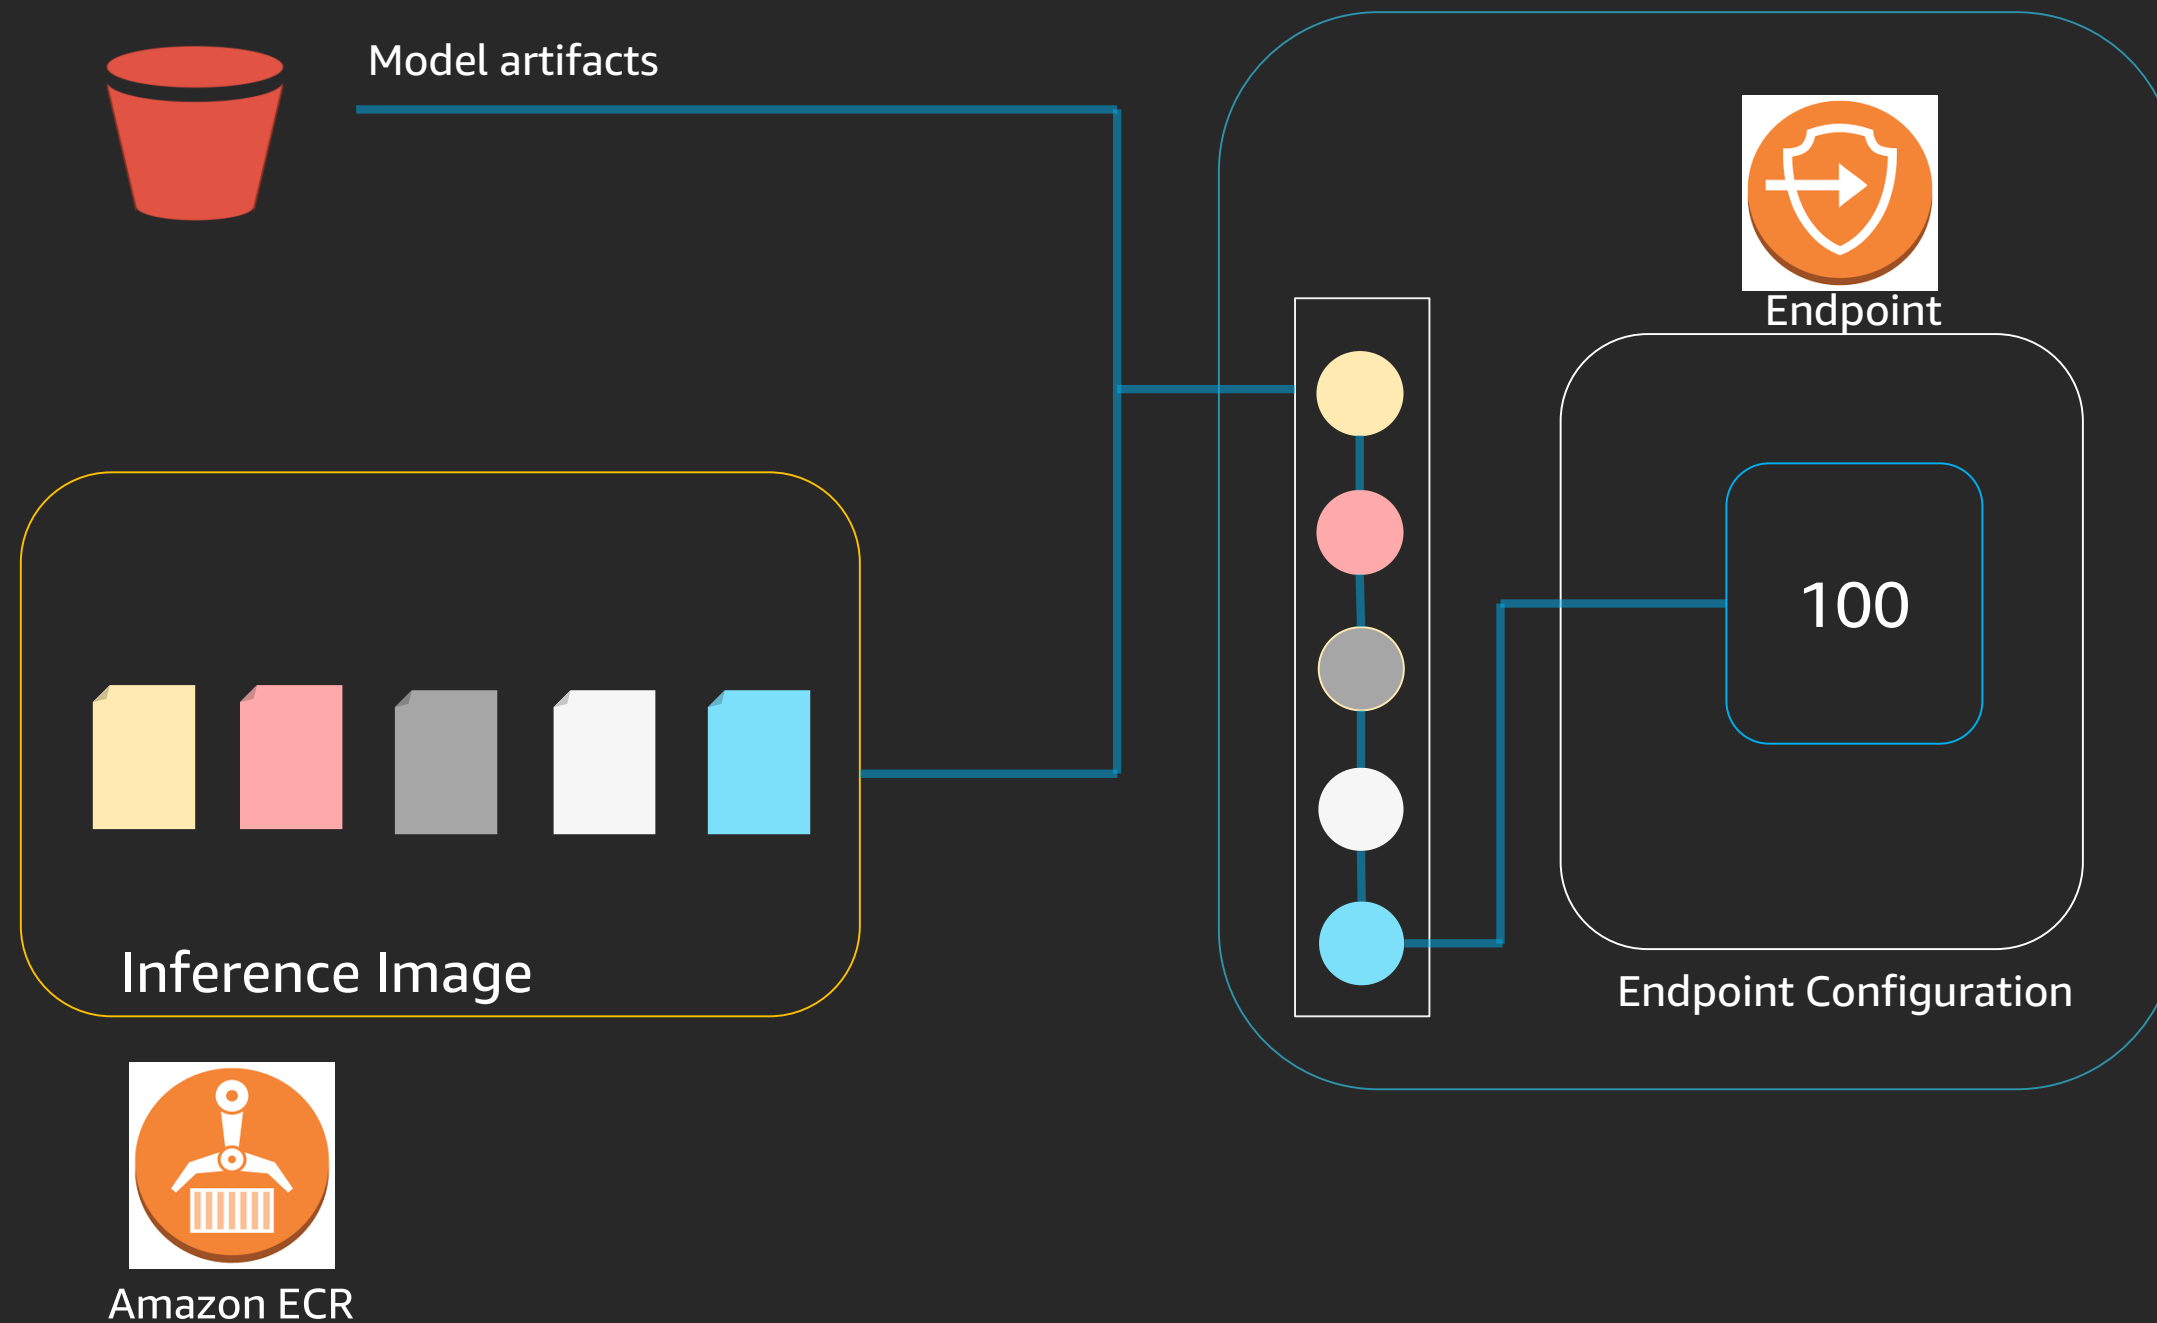 Model artifacts
Endpoint
100
Inference Image
Endpoint Configuration
Amazon ECR